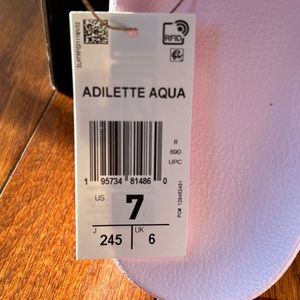 RFID
ADILETTE AQUA
6
690
UPC
1 95734 81486 0
US
7
J
245
UK
6